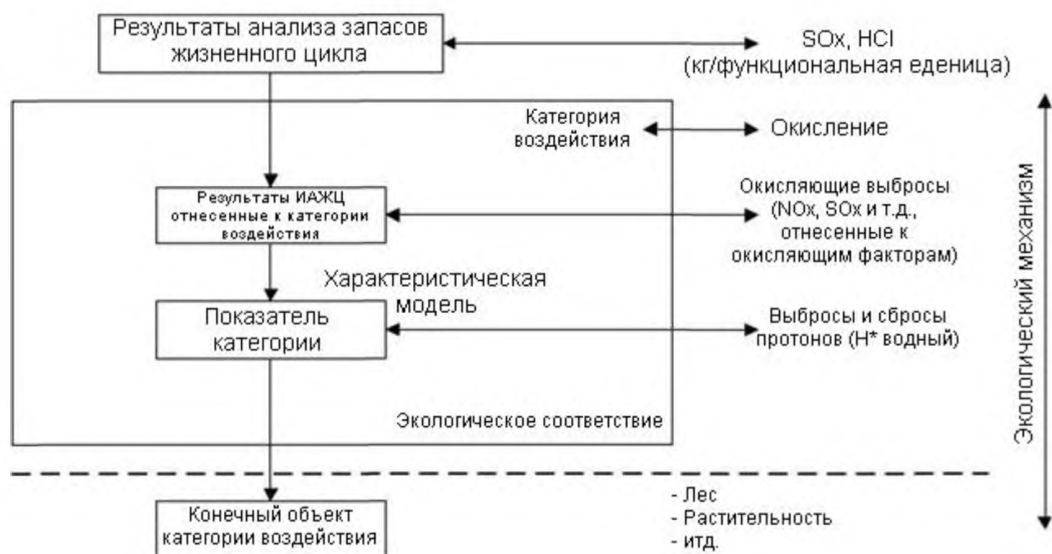 Результаты анализа запасов
жизненного цикла
SOx, HCl
(кг/функциональная еденица)
Категория
воздействия
Окисление
Результаты ИАЖЦ
отнесенные к категории
воздействия
Окисляющие выбросы
(NOx, SOx и т.д.,
отнесенные к
окисляющим факторам)
Характеристическая
модель
Показатель
категории
Выбросы и сбросы
протонов (H* водный)
Экологическое соответствие
Экологический механизм
Конечный объект
категории воздействия
- Лес
- Растительность
- итд.